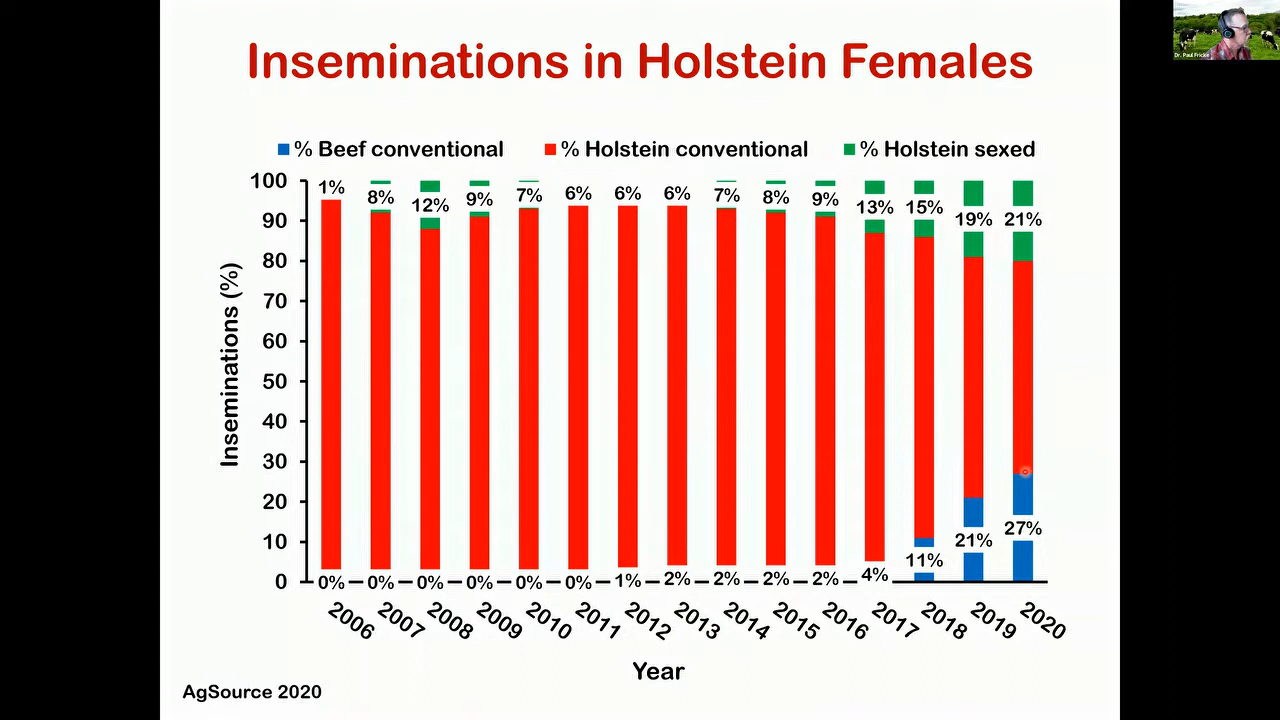 Inseminations in Holstein Females
% Beef conventional % Holstein conventional % Holstein sexed
100
90
80
70
60
50
40
30
20
10
0
Inseminations (%)
1% 8% 12% 9% 7% 6% 6% 6% 7% 8% 9% 13% 15% 19% 21%
0% 0% 0% 0% 0% 0% 1% 2% 2% 2% 2% 4% 11% 21% 27%
2006 2007 2008 2009 2010 2011 2012 2013 2014 2015 2016 2017 2018 2019 2020
Year
AgSource 2020
Dr. Paul Fricke